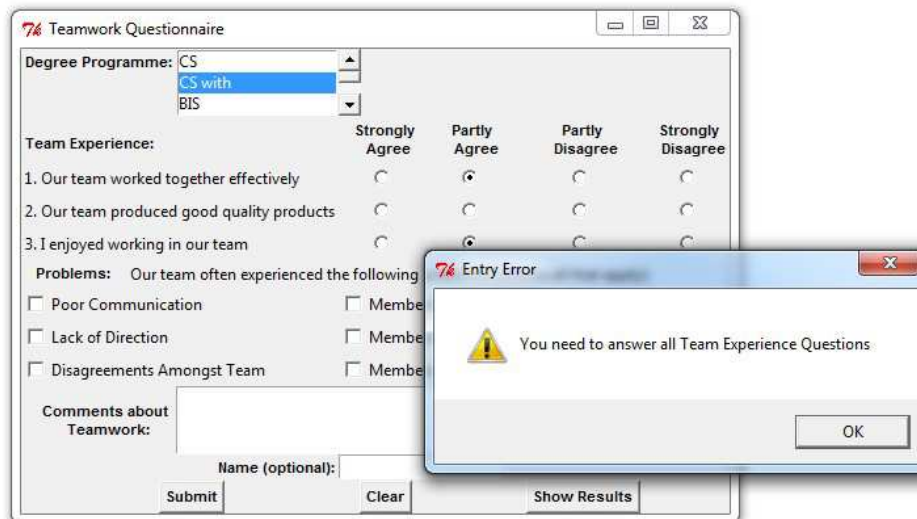 Teamwork Questionnaire
Degree Programme: CS
CS with
BIS
Team Experience:
Strongly Agree
Partly Agree
Partly Disagree
Strongly Disagree
1. Our team worked together effectively
2. Our team produced good quality products
3. I enjoyed working in our team
Problems: Our team often experienced the following
Poor Communication
Lack of Direction
Disagreements Amongst Team
Comments about
Teamwork:
Name (optional):
Submit Clear Show Results
Entry Error
You need to answer all Team Experience Questions
OK